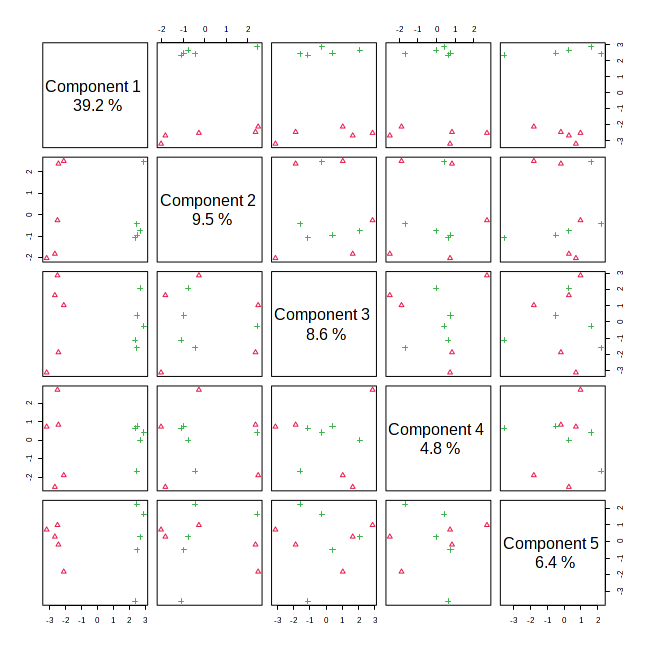 -2 -1 0 1 2
-2 -1 0 1 2
Component 1
39.2 %
-3 -2 -1 0 1 2 3
-2 -1 0 1 2
Component 2
9.5 %
Component 3
8.6 %
-3 -2 -1 0 1 2 3
-2 -1 0 1 2
Component 4
4.8 %
Component 5
6.4 %
-3 -2 -1 0 1 2
-3 -2 -1 0 1 2 3
-3 -2 -1 0 1 2 3
-3 -2 -1 0 1 2